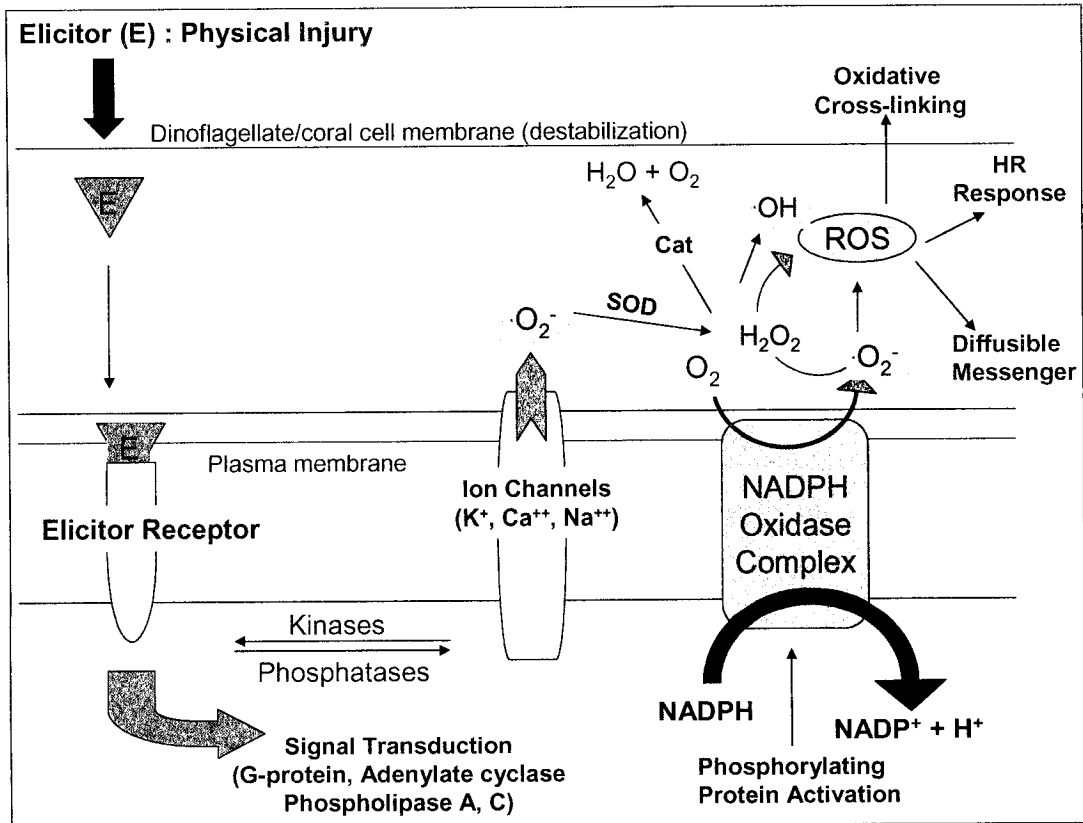 Elicitor (E) : Physical Injury
Oxidative
Cross-linking
Dinoflagellate/coral cell membrane (destabilization)
H₂O + O₂
HR
Response
E
·OH
ROS
Cat
SOD
·O₂⁻
H₂O₂
·O₂⁻
O₂
Diffusible
Messenger
E
Plasma membrane
Ion Channels
(K⁺, Ca⁺⁺, Na⁺⁺)
NADPH
Oxidase
Complex
Elicitor Receptor
Kinases
Phosphatases
NADPH
NADP⁺ + H⁺
Signal Transduction
(G-protein, Adenylate cyclase
Phospholipase A, C)
Phosphorylating
Protein Activation